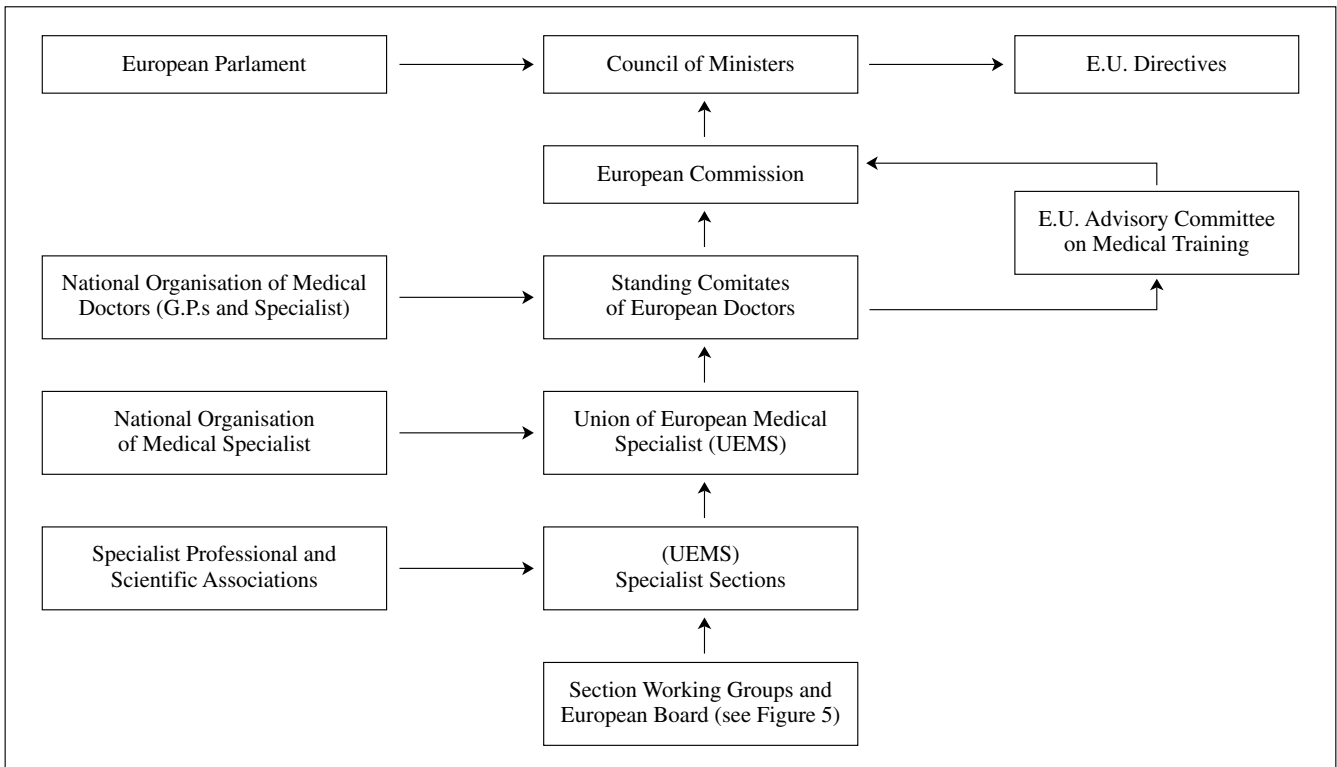 European Parlament
Council of Ministers
E.U. Directives
European Commission
E.U. Advisory Committee
on Medical Training
National Organisation of Medical
Doctors (G.P.s and Specialist)
Standing Comitates
of European Doctors
National Organisation
of Medical Specialist
Union of European Medical
Specialist (UEMS)
Specialist Professional and
Scientific Associations
(UEMS)
Specialist Sections
Section Working Groups and
European Board (see Figure 5)